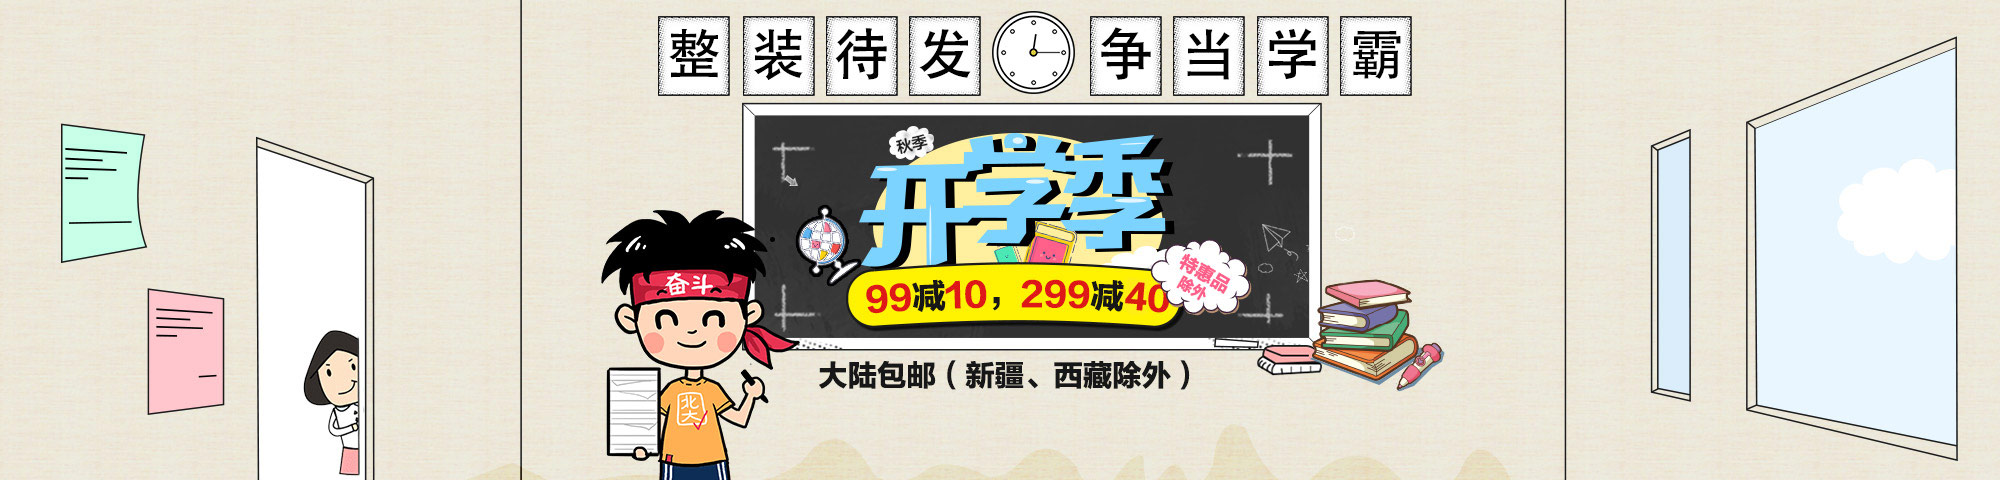 整装待发 争当学霸
秋季
开学季
99减10，299减40
特惠品
除外
大陆包邮（新疆、西藏除外）
奋斗
北
大